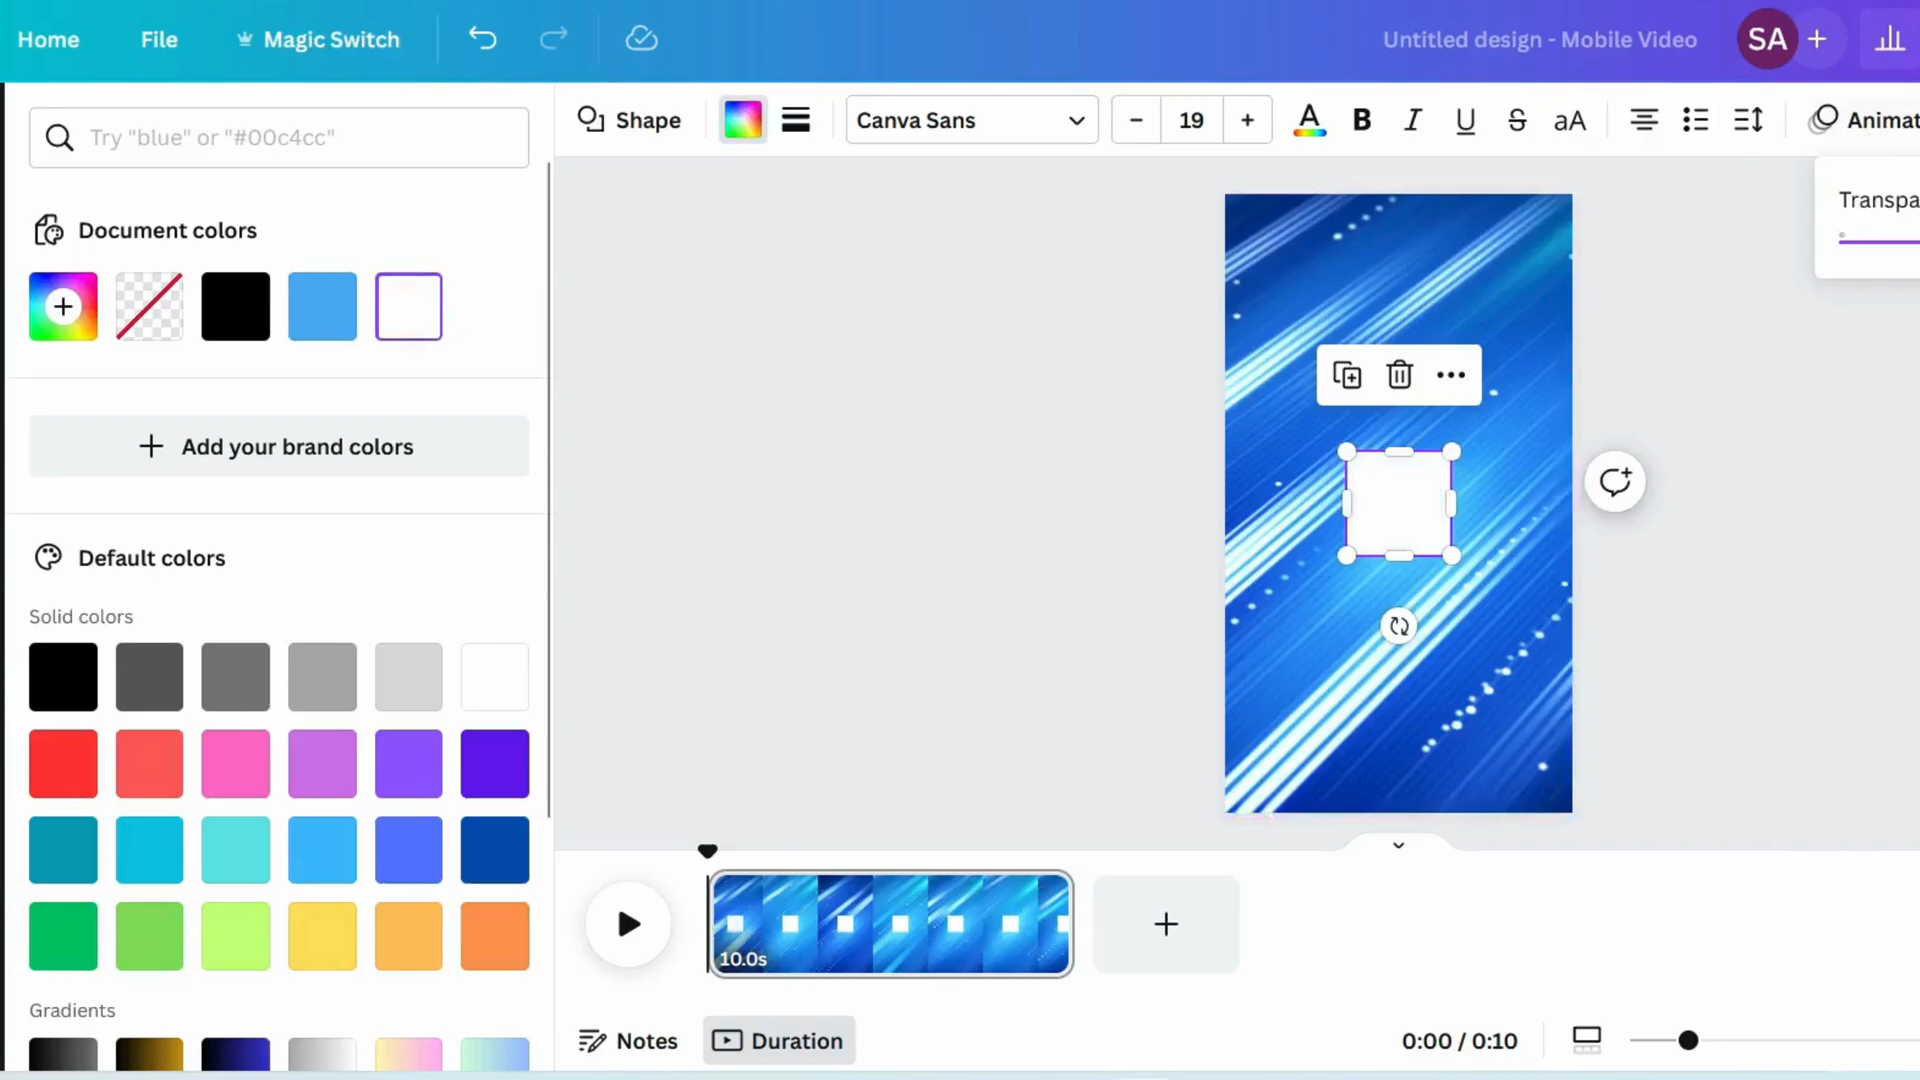 Home File Magic Switch Untitled design - Mobile Video SA +
Try "blue" or "#00c4cc"
Shape Canva Sans - 19 + A B I U S aA Animat
Transpa
Document colors
+ Add your brand colors
Default colors
Solid colors
10.0s
Gradients
Notes Duration 0:00 / 0:10